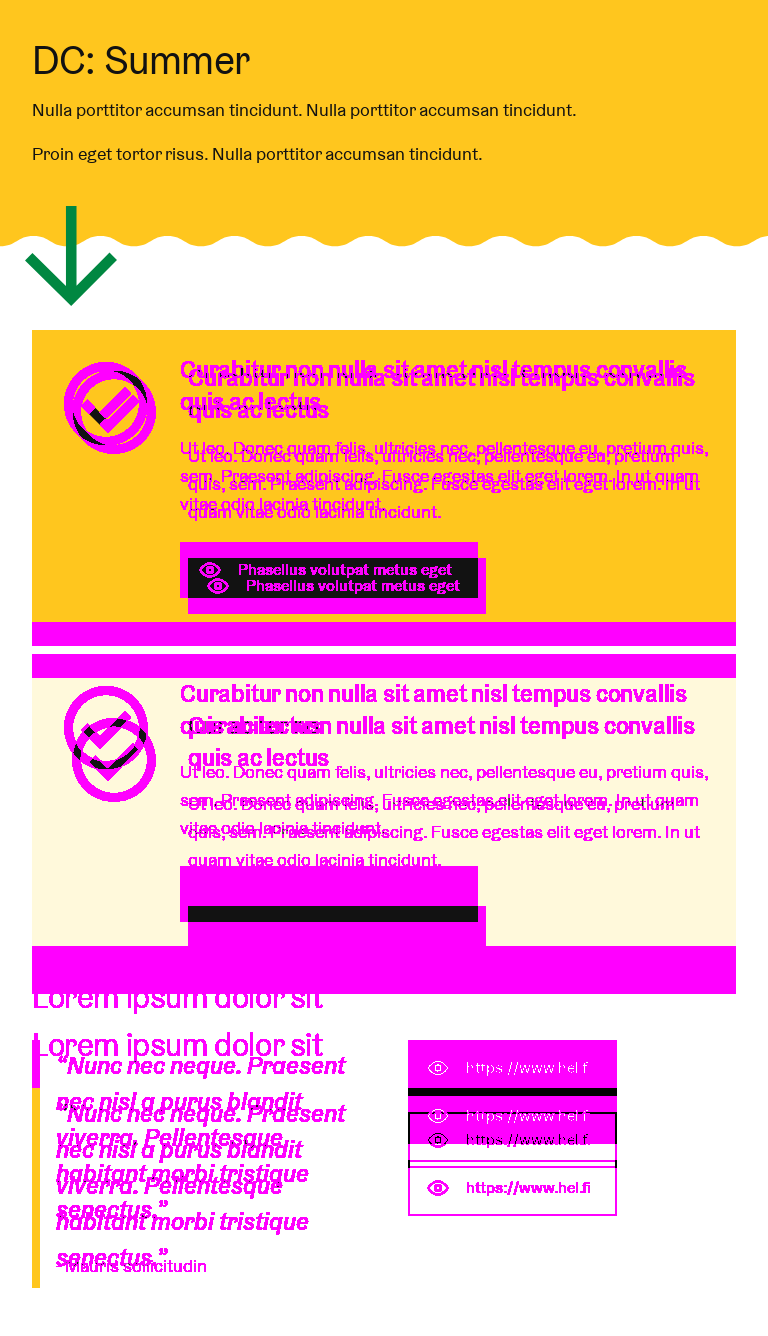 DC: Summer
Nulla porttitor accumsan tincidunt. Nulla porttitor accumsan tincidunt.
Proin eget tortor risus. Nulla porttitor accumsan tincidunt.
Curabitur non nulla sit amet nisl tempus convallis
Curabitur non nulla sit amet nisl tempus convallis
quis ac lectus
quis ac lectus
Ut leo. Donec quam felis, ultricies nec, pellentesque eu, pretium quis,
Ut leo. Donec quam felis, ultricies nec, pellentesque eu, pretium
sem. Praesent adipiscing. Fusce egestas elit eget lorem. In ut quam
quis, sem. Praesent adipiscing. Fusce egestas elit eget lorem. In ut
vitae odio lacinia tincidunt.
quam vitae odio lacinia tincidunt.
Phasellus volutpat metus eget
Phasellus volutpat metus eget
Curabitur non nulla sit amet nisl tempus convallis
quis ac lectus
Curabitur non nulla sit amet nisl tempus convallis
quis ac lectus
Ut leo. Donec quam felis, ultricies nec, pellentesque eu, pretium quis,
sem. Praesent adipiscing. Fusce egestas elit eget lorem. In ut quam
Ut leo. Donec quam felis, ultricies nec, pellentesque eu, pretium
vitae odio lacinia tincidunt.
quis, sem. Praesent adipiscing. Fusce egestas elit eget lorem. In ut
quam vitae odio lacinia tincidunt.
Lorem ipsum dolor sit
Lorem ipsum dolor sit
“Nunc nec neque. Praesent
nec nisl a purus blandit
“Nunc nec neque. Praesent
viverra. Pellentesque
nec nisl a purus blandit
habitant morbi tristique
viverra. Pellentesque
senectus.”
habitant morbi tristique
senectus.”
Mauris sollicitudin
https://www.hel.fi
https://www.hel.fi
https://www.hel.fi
https://www.hel.fi